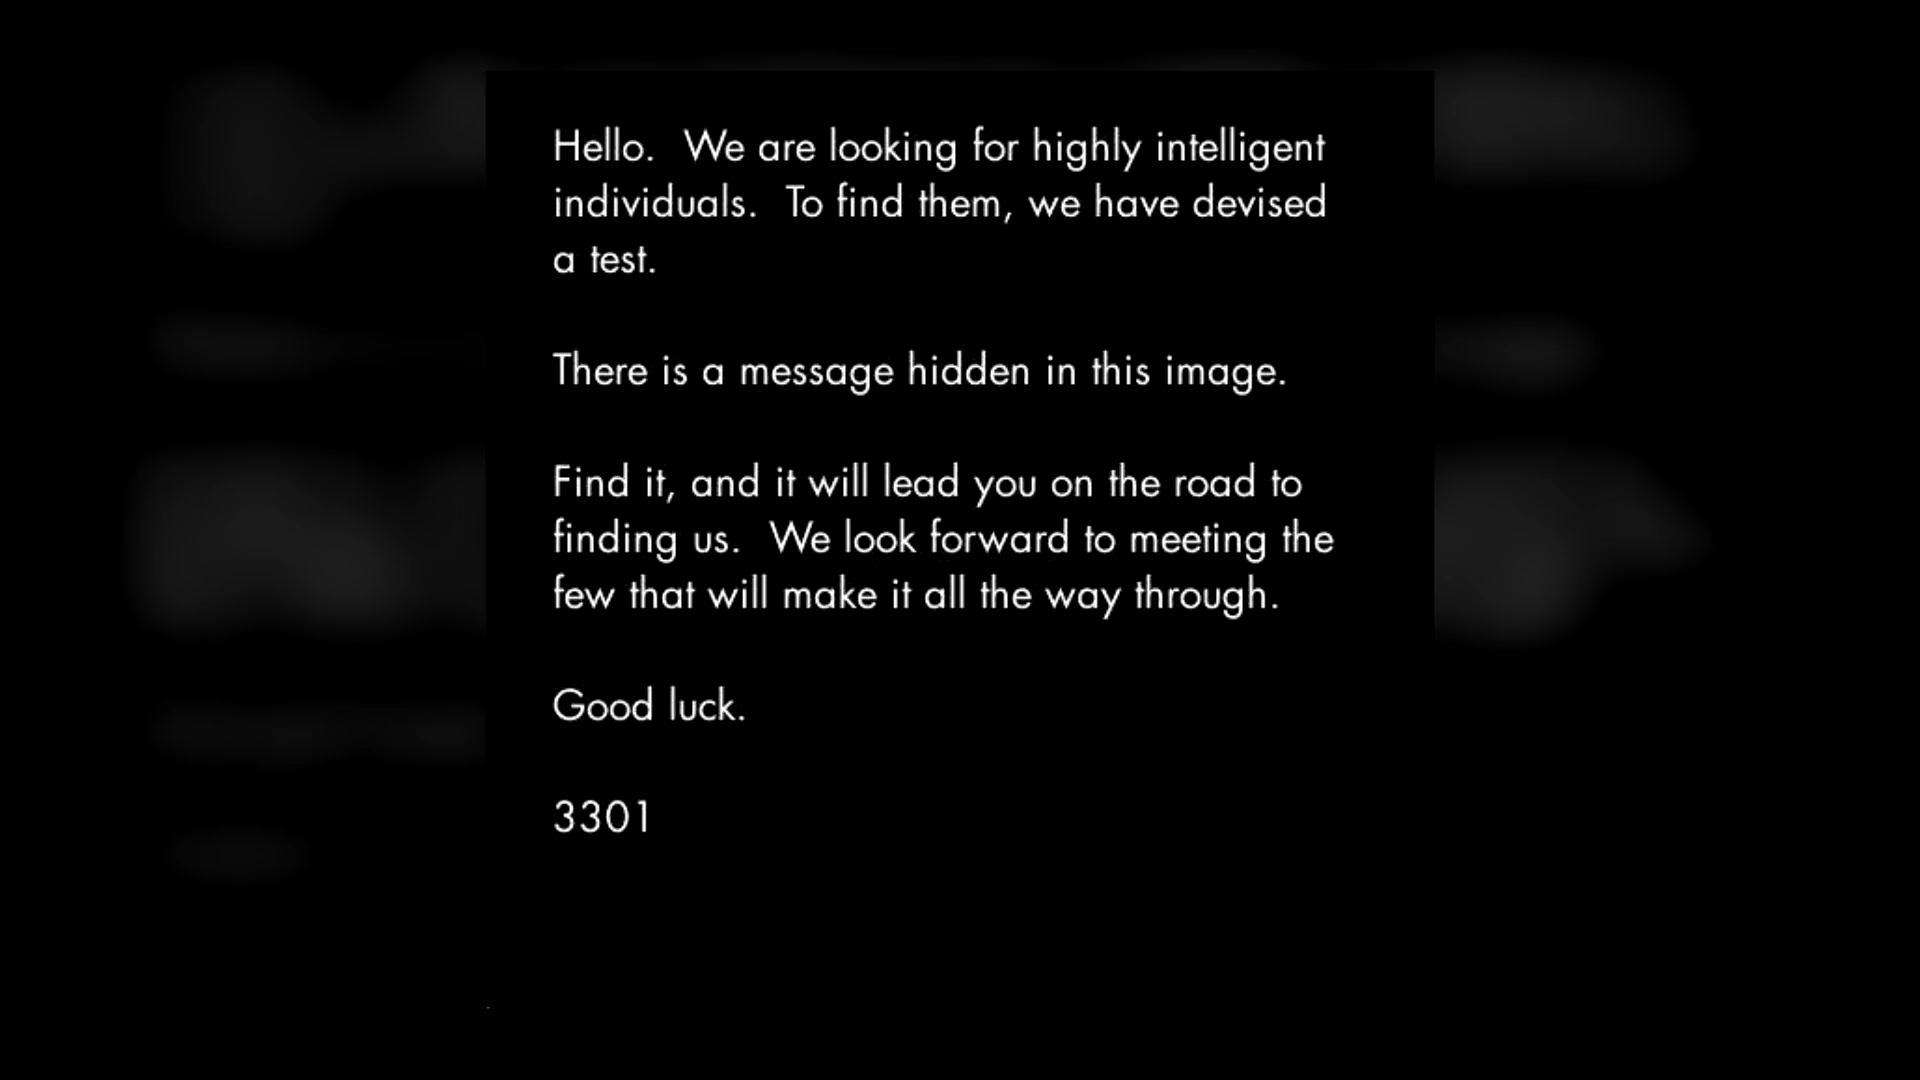 Hello.  We are looking for highly intelligent
individuals.  To find them, we have devised
a test.
There is a message hidden in this image.
Find it, and it will lead you on the road to
finding us.  We look forward to meeting the
few that will make it all the way through.
Good luck.
3301